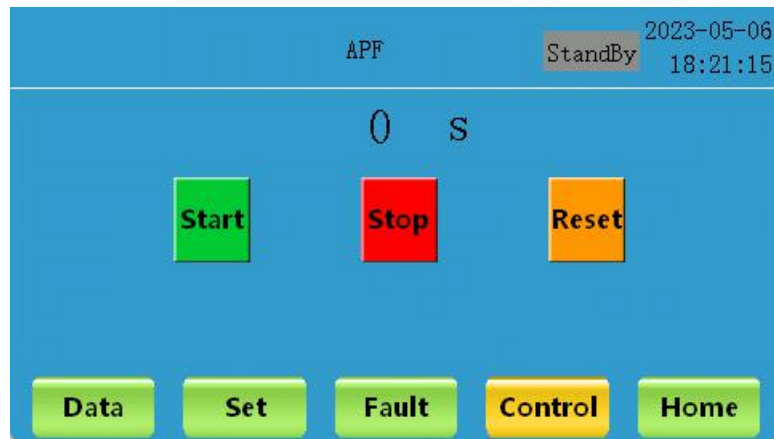 APF
StandBy
2023-05-06
18:21:15
0 s
Start
Stop
Reset
Data
Set
Fault
Control
Home